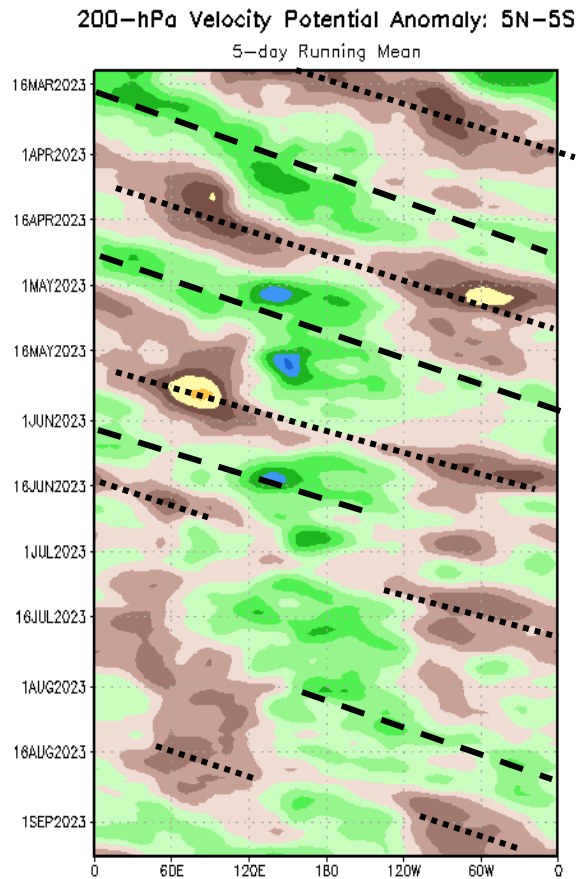 200-hPa Velocity Potential Anomaly: 5N-5S
5-day Running Mean
16MAR2023
1APR2023
16APR2023
1MAY2023
16MAY2023
1JUN2023
16JUN2023
1JUL2023
16JUL2023
1AUG2023
16AUG2023
1SEP2023
0 60E 120E 180 120W 60W 0